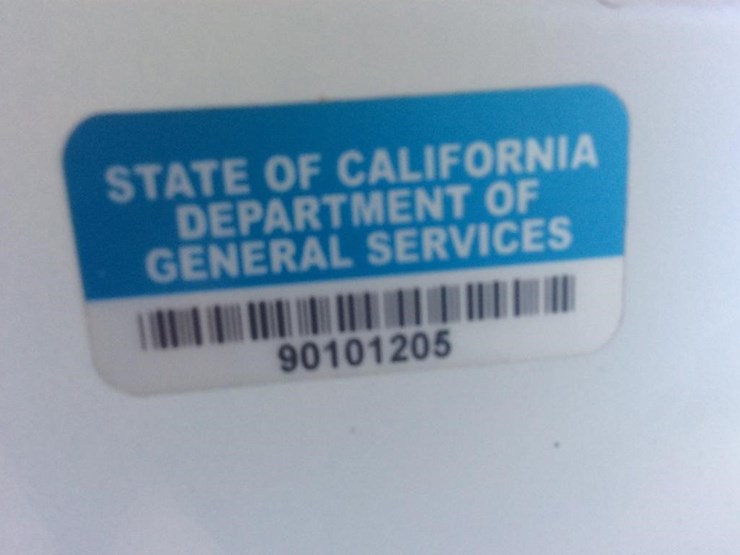 STATE OF CALIFORNIA
DEPARTMENT OF
GENERAL SERVICES
90101205